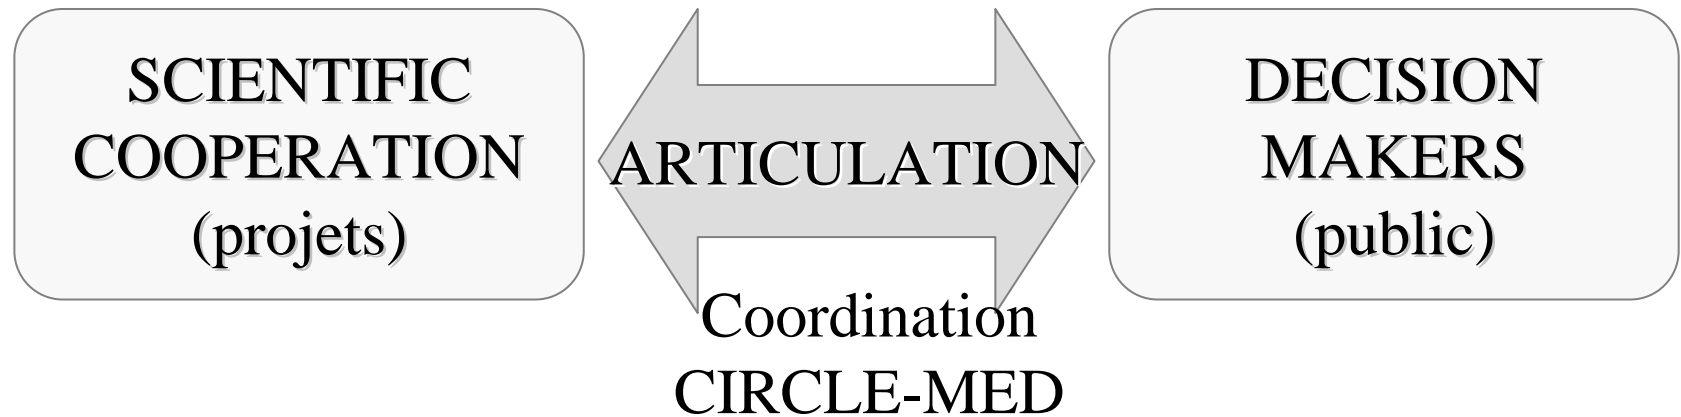 SCIENTIFIC
COOPERATION
(projets)
ARTICULATION
Coordination
CIRCLE-MED
DECISION
MAKERS
(public)